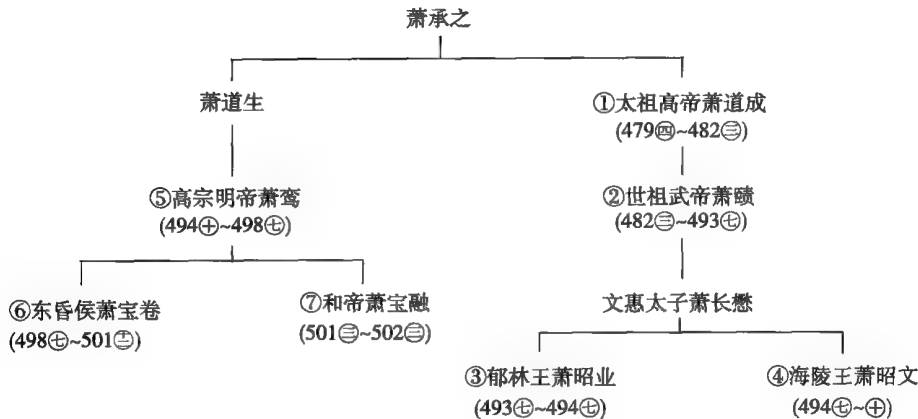 萧承之
萧道生
①太祖高帝萧道成
(479㊃~482㊂)
⑤高宗明帝萧鸾
(494㊉~498㊆)
②世祖武帝萧赜
(482㊂~493㊆)
⑥东昏侯萧宝卷
(498㊆~501)
⑦和帝萧宝融
(501㊂~502㊂)
文惠太子萧长懋
③郁林王萧昭业
(493㊆~494㊆)
④海陵王萧昭文
(494㊆~㊉)